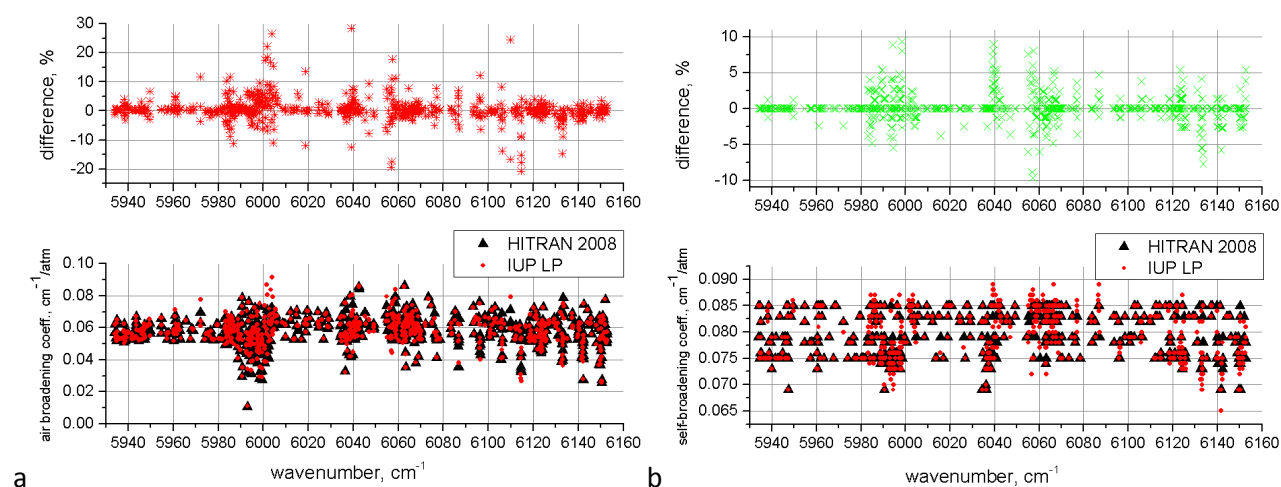 30
20
10
0
-10
-20
difference, %
5940 5960 5980 6000 6020 6040 6060 6080 6100 6120 6140 6160
HITRAN 2008
IUP LP
0.10
0.08
0.06
0.04
0.02
0.00
air broadening coeff., cm⁻¹/atm
5940 5960 5980 6000 6020 6040 6060 6080 6100 6120 6140 6160
wavenumber, cm⁻¹
a
10
5
0
-5
-10
difference, %
5940 5960 5980 6000 6020 6040 6060 6080 6100 6120 6140 6160
HITRAN 2008
IUP LP
0.090
0.085
0.080
0.075
0.070
0.065
self-broadening coeff., cm⁻¹/atm
5940 5960 5980 6000 6020 6040 6060 6080 6100 6120 6140 6160
wavenumber, cm⁻¹
b